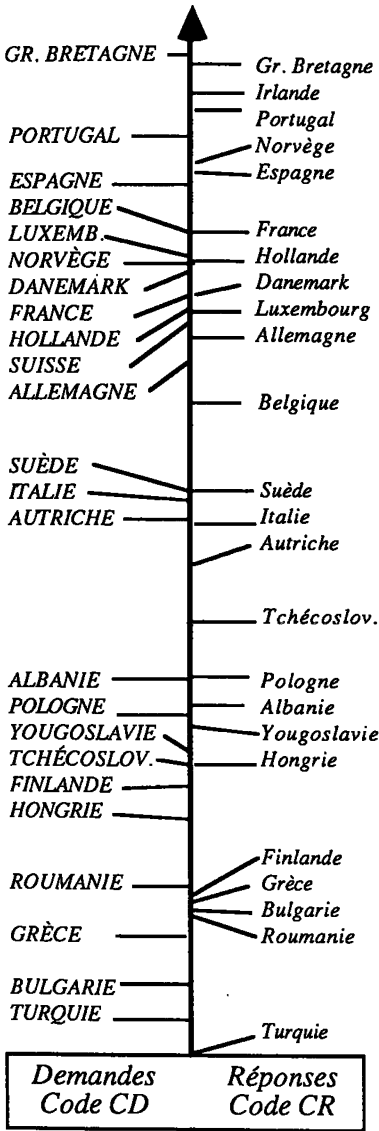 GR. BRETAGNE
PORTUGAL
ESPAGNE
BELGIQUE
LUXEMB.
NORVÈGE
DANEMARK
FRANCE
HOLLANDE
SUISSE
ALLEMAGNE
SUÈDE
ITALIE
AUTRICHE
ALBANIE
POLOGNE
YOUGOSLAVIE
TCHÉCOSLOV.
FINLANDE
HONGRIE
ROUMANIE
GRÈCE
BULGARIE
TURQUIE
Gr. Bretagne
Irlande
Portugal
Norvège
Espagne
France
Hollande
Danemark
Luxembourg
Allemagne
Belgique
Suède
Italie
Autriche
Tchécoslov.
Pologne
Albanie
Yougoslavie
Hongrie
Finlande
Grèce
Bulgarie
Roumanie
Turquie
Demandes
Code CD
Réponses
Code CR